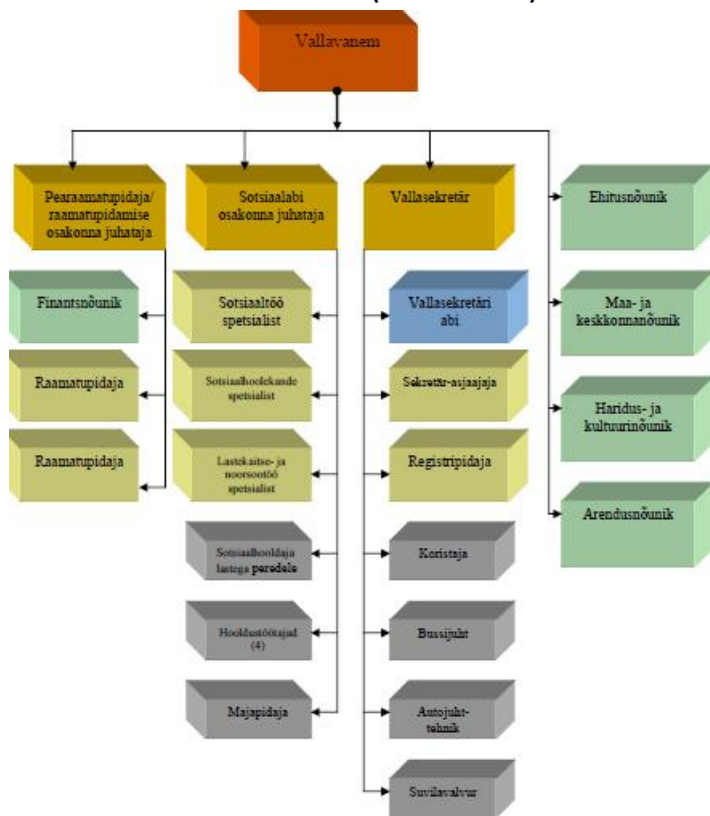 Vallavanem
Pearaamatupidaja/
raamatupidamise
osakonna juhataja
Sotsiaalabi
osakonna juhataja
Vallasekretär
Ehitusnõunik
Finantsnõunik
Sotsiaaltöö
spetsialist
Vallasekretäri
abi
Maa- ja
keskkonnanõunik
Raamatupidaja
Sotsiaalhoolekande
spetsialist
Sekretär-asjaajaja
Haridus- ja
kultuurinõunik
Raamatupidaja
Lastekaitse- ja
noorsootöö
spetsialist
Registripidaja
Arendusnõunik
Sotsiaalhooldaja
lastega peredele
Koristaja
Hooldustöötajad
(4)
Bussijuht
Majapidaja
Autojuht-
tehnik
Suvilavalvur